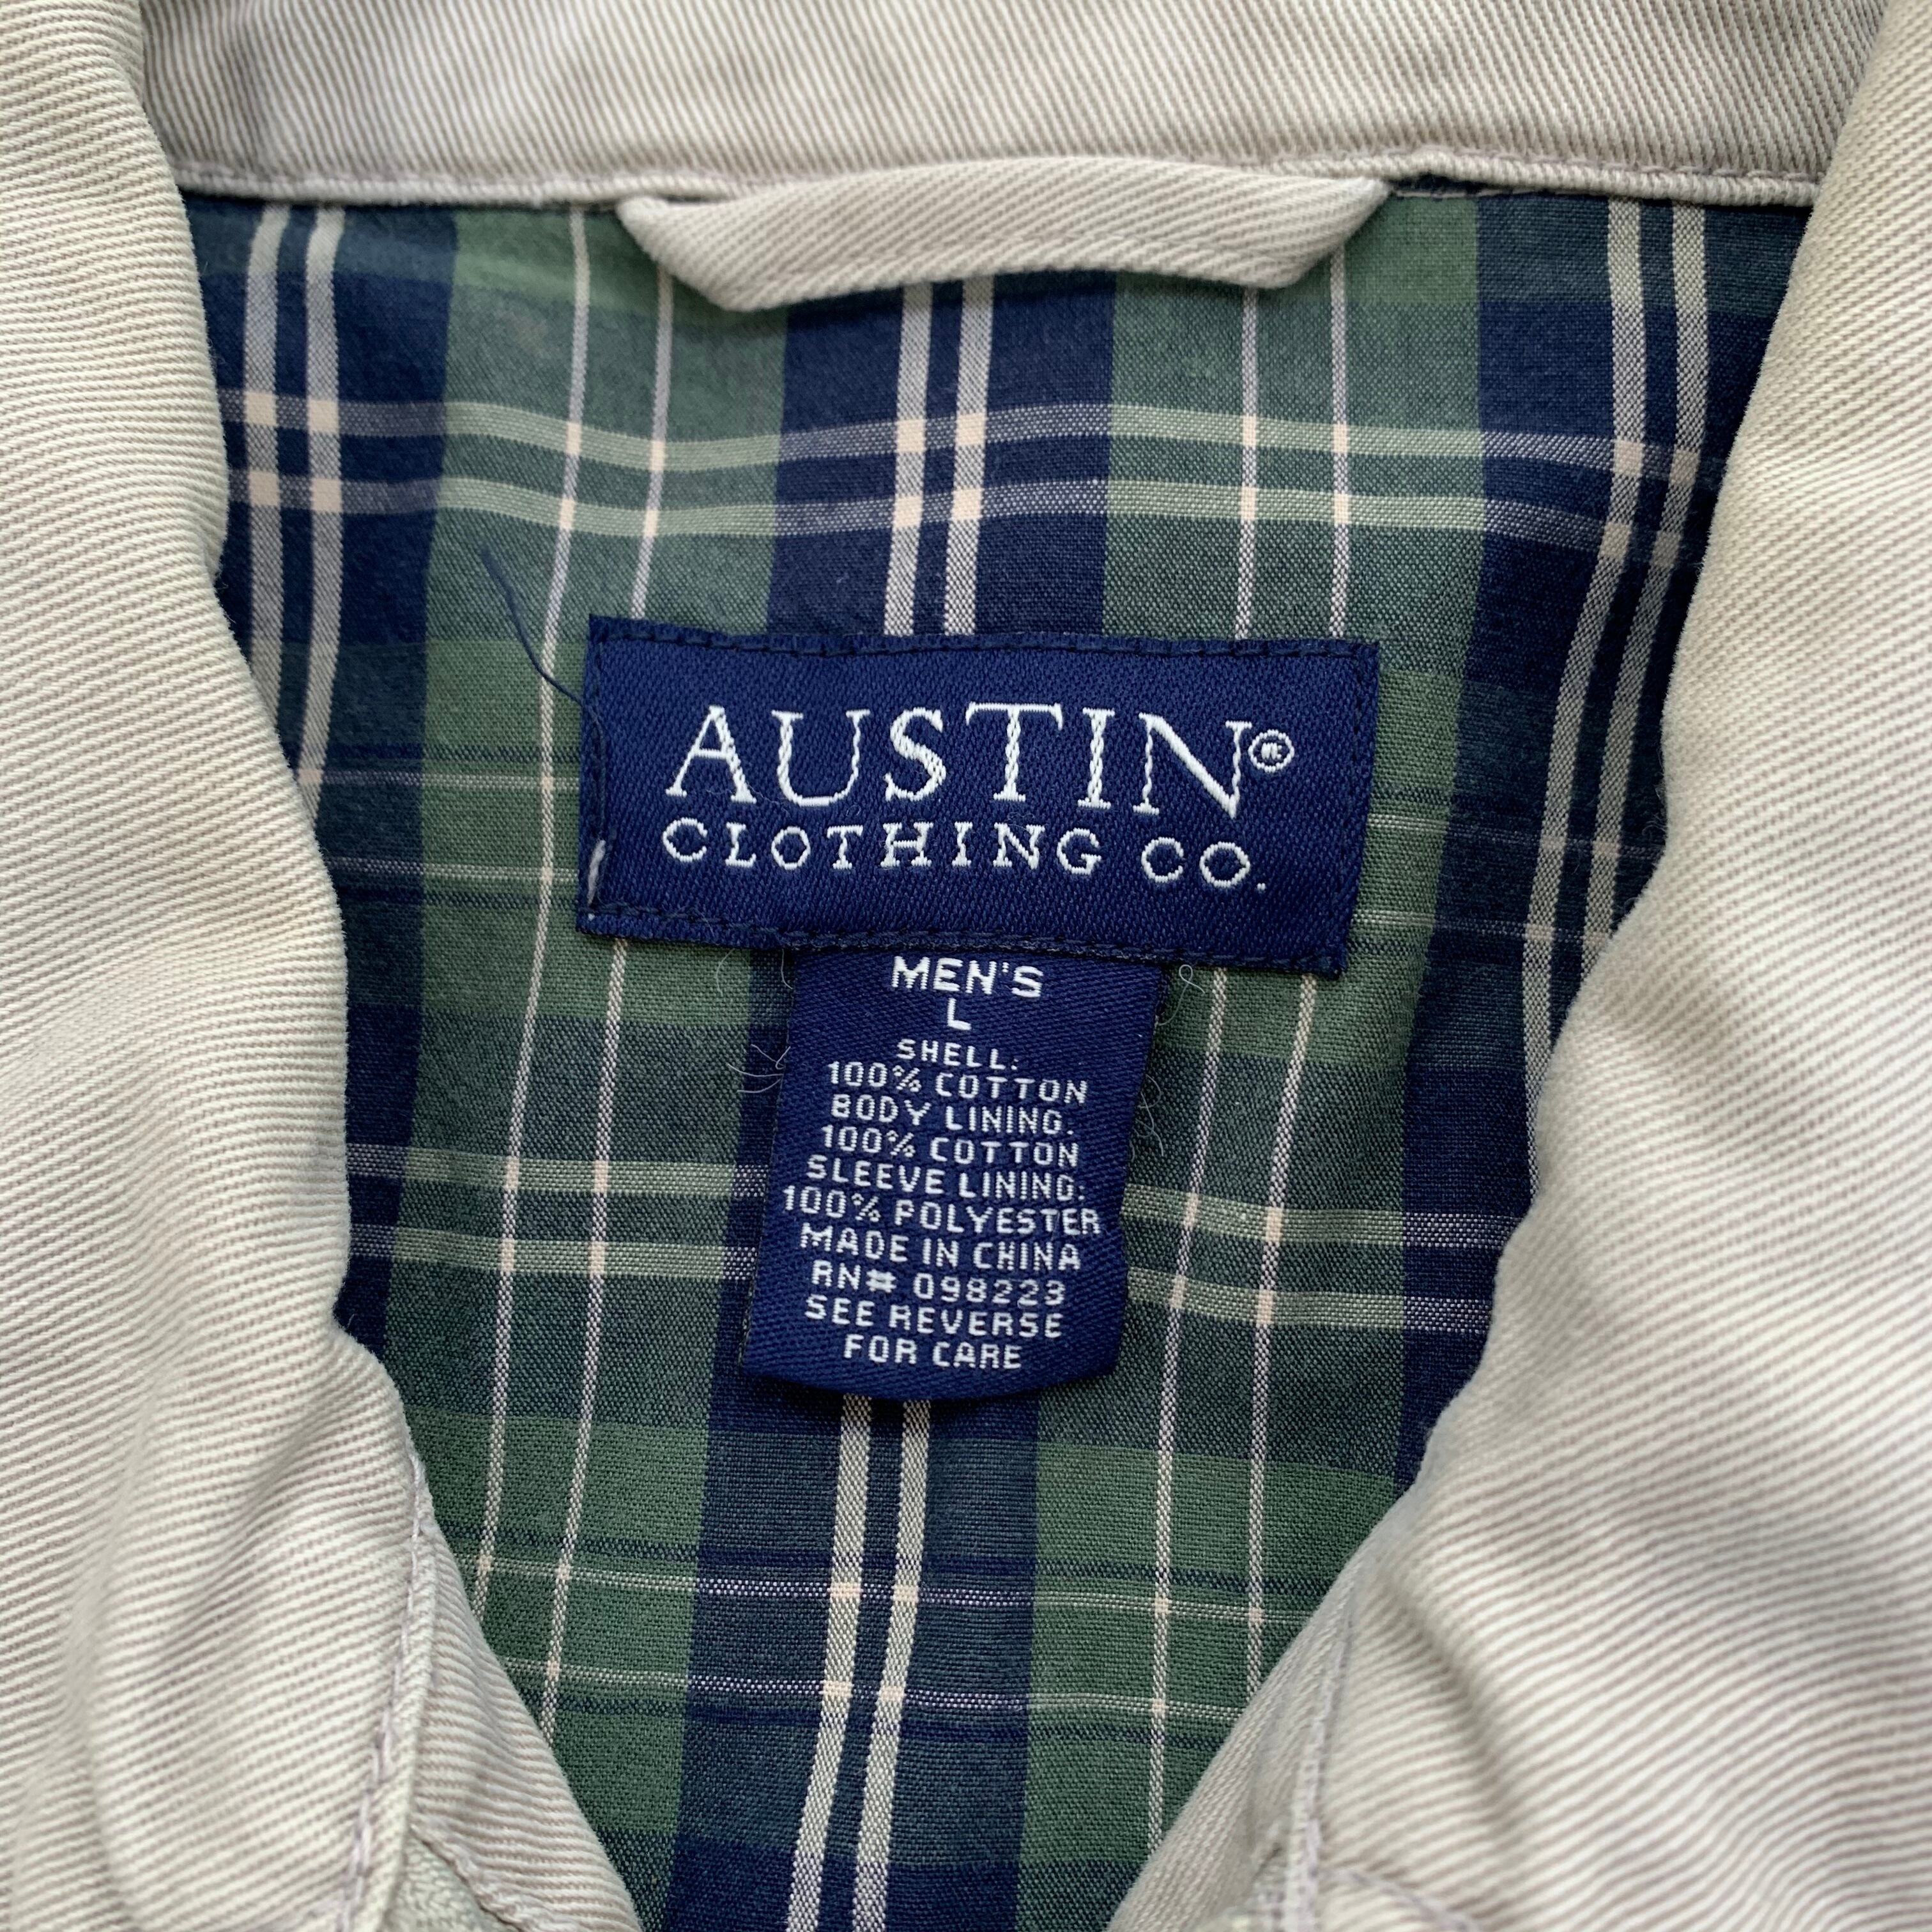 AUSTIN®
CLOTHING CO.
MEN'S
L
SHELL:
100% COTTON
BODY LINING:
100% COTTON
SLEEVE LINING:
100% POLYESTER
MADE IN CHINA
RN# 098223
SEE REVERSE
FOR CARE